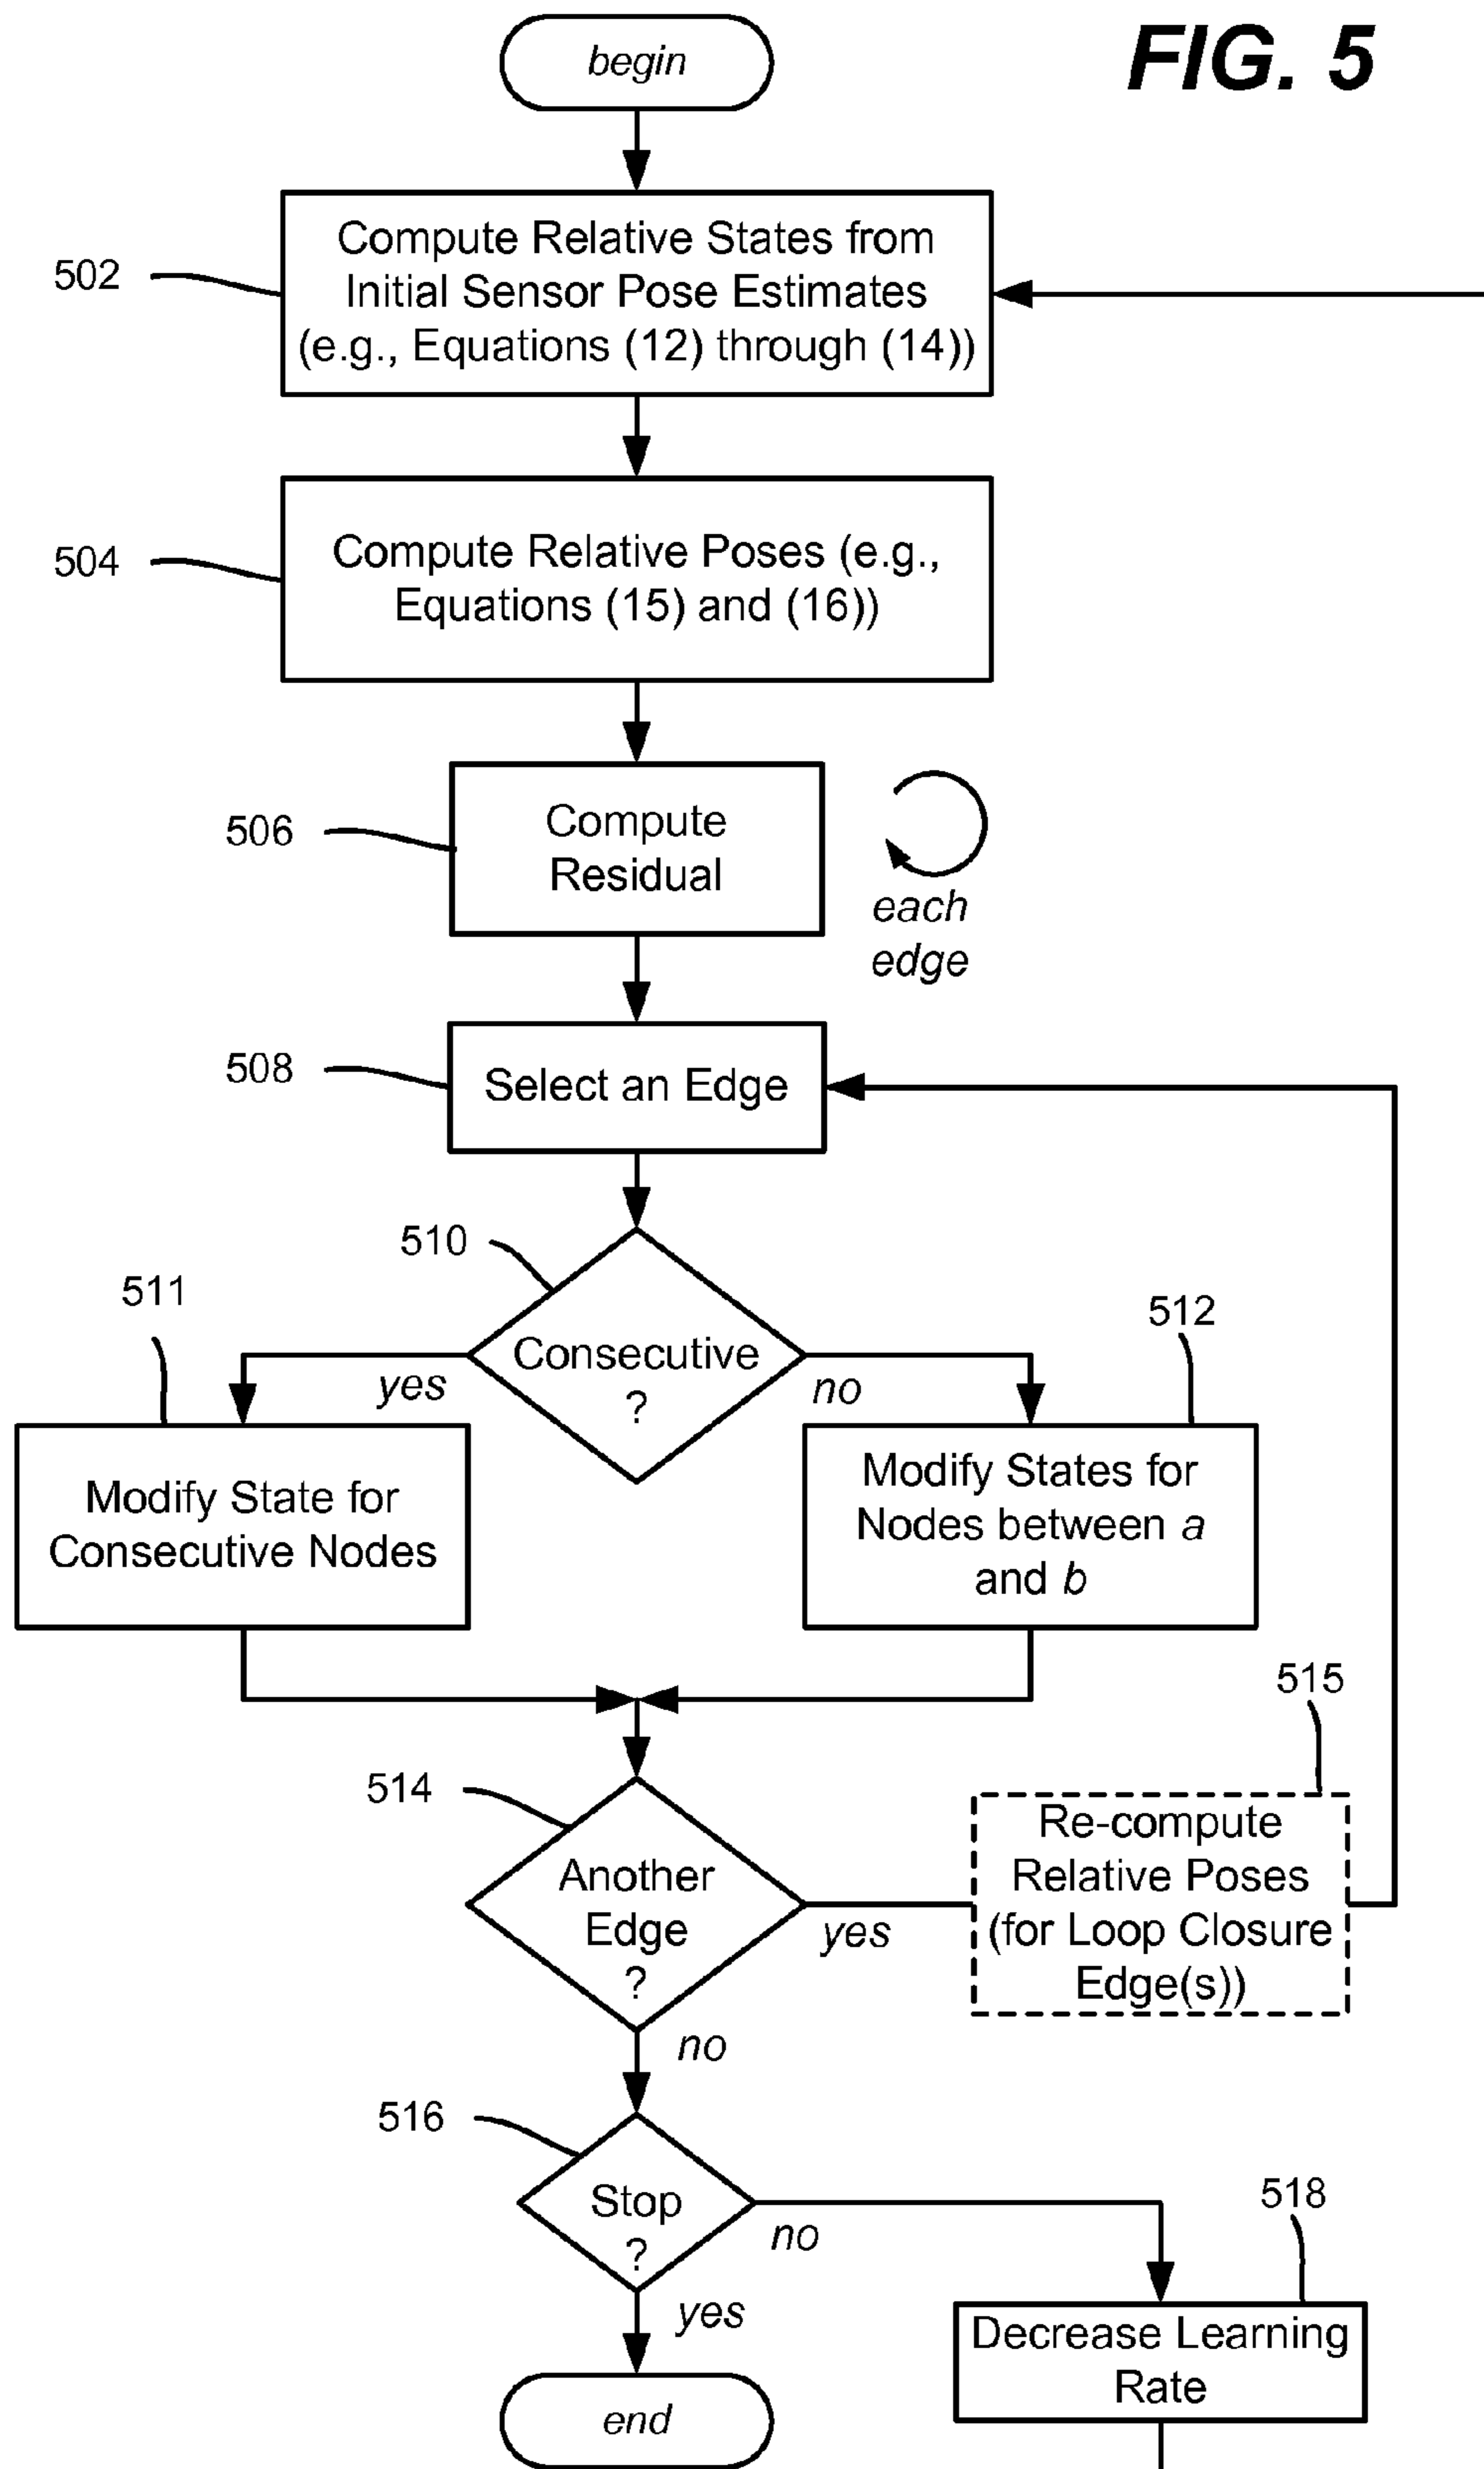 FIG. 5
begin
502
Compute Relative States from
Initial Sensor Pose Estimates
(e.g., Equations (12) through (14))
504
Compute Relative Poses (e.g.,
Equations (15) and (16))
506
Compute
Residual
each
edge
508
Select an Edge
510
Consecutive
?
yes
no
511
Modify State for
Consecutive Nodes
512
Modify States for
Nodes between a
and b
514
Another
Edge
?
yes
no
515
Re-compute
Relative Poses
(for Loop Closure
Edge(s))
516
Stop
?
no
yes
518
Decrease Learning
Rate
end